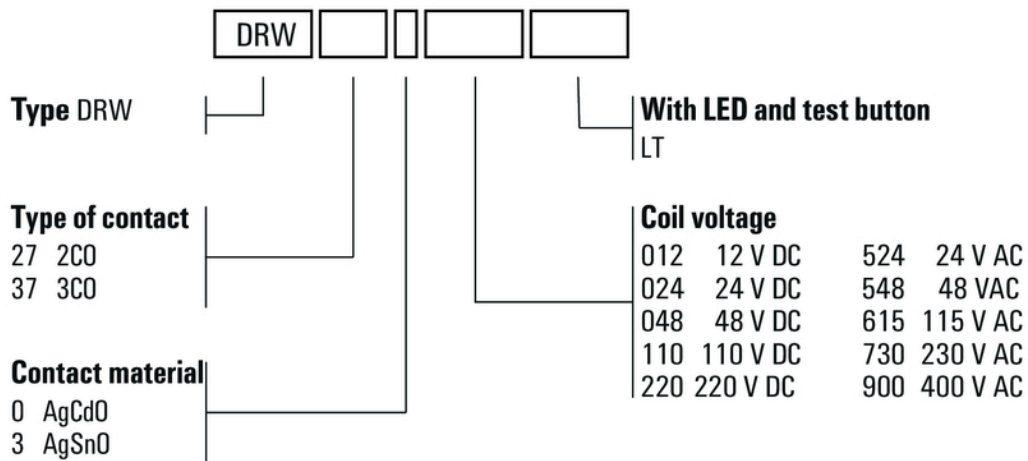 DRW
Type DRW
With LED and test button
LT
Type of contact
27 2CO
37 3CO
Coil voltage
012 12 V DC 524 24 V AC
024 24 V DC 548 48 VAC
048 48 V DC 615 115 V AC
110 110 V DC 730 230 V AC
220 220 V DC 900 400 V AC
Contact material
0 AgCdO
3 AgSnO